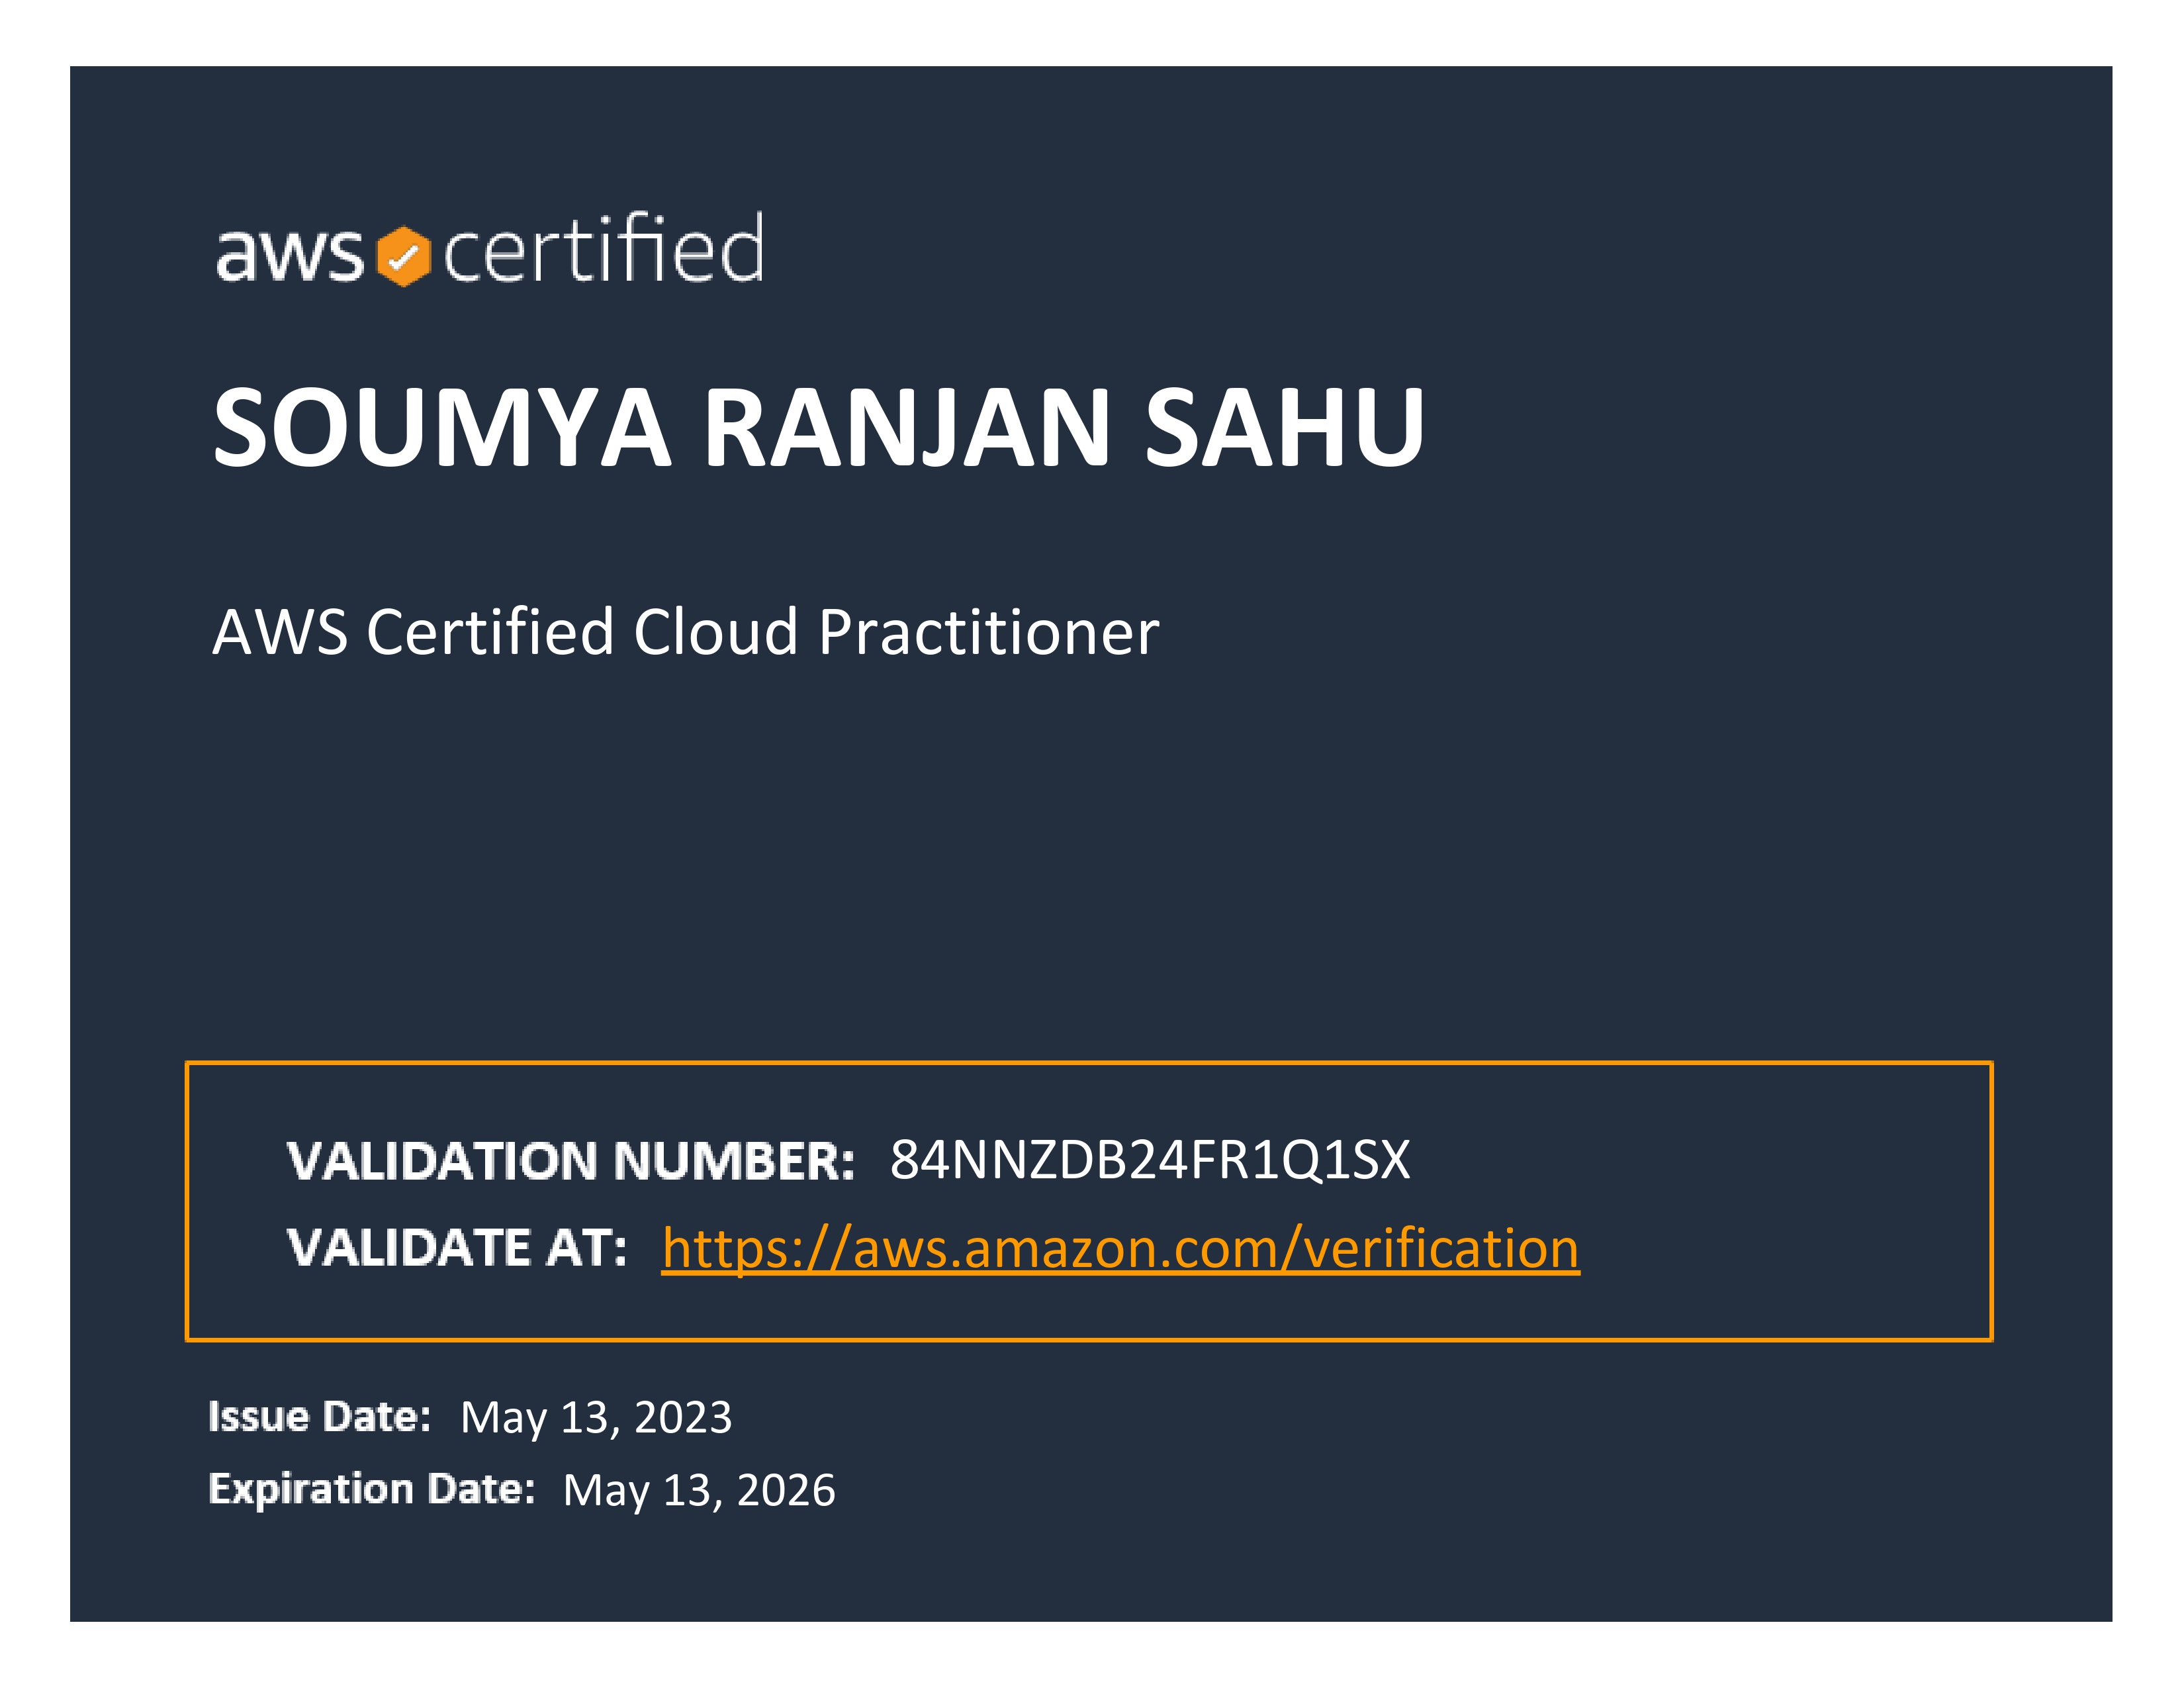 aws certified
SOUMYA RANJAN SAHU
AWS Certified Cloud Practitioner
VALIDATION NUMBER: 84NNZDB24FR1Q1SX
VALIDATE AT: https://aws.amazon.com/verification
Issue Date: May 13, 2023
Expiration Date: May 13, 2026